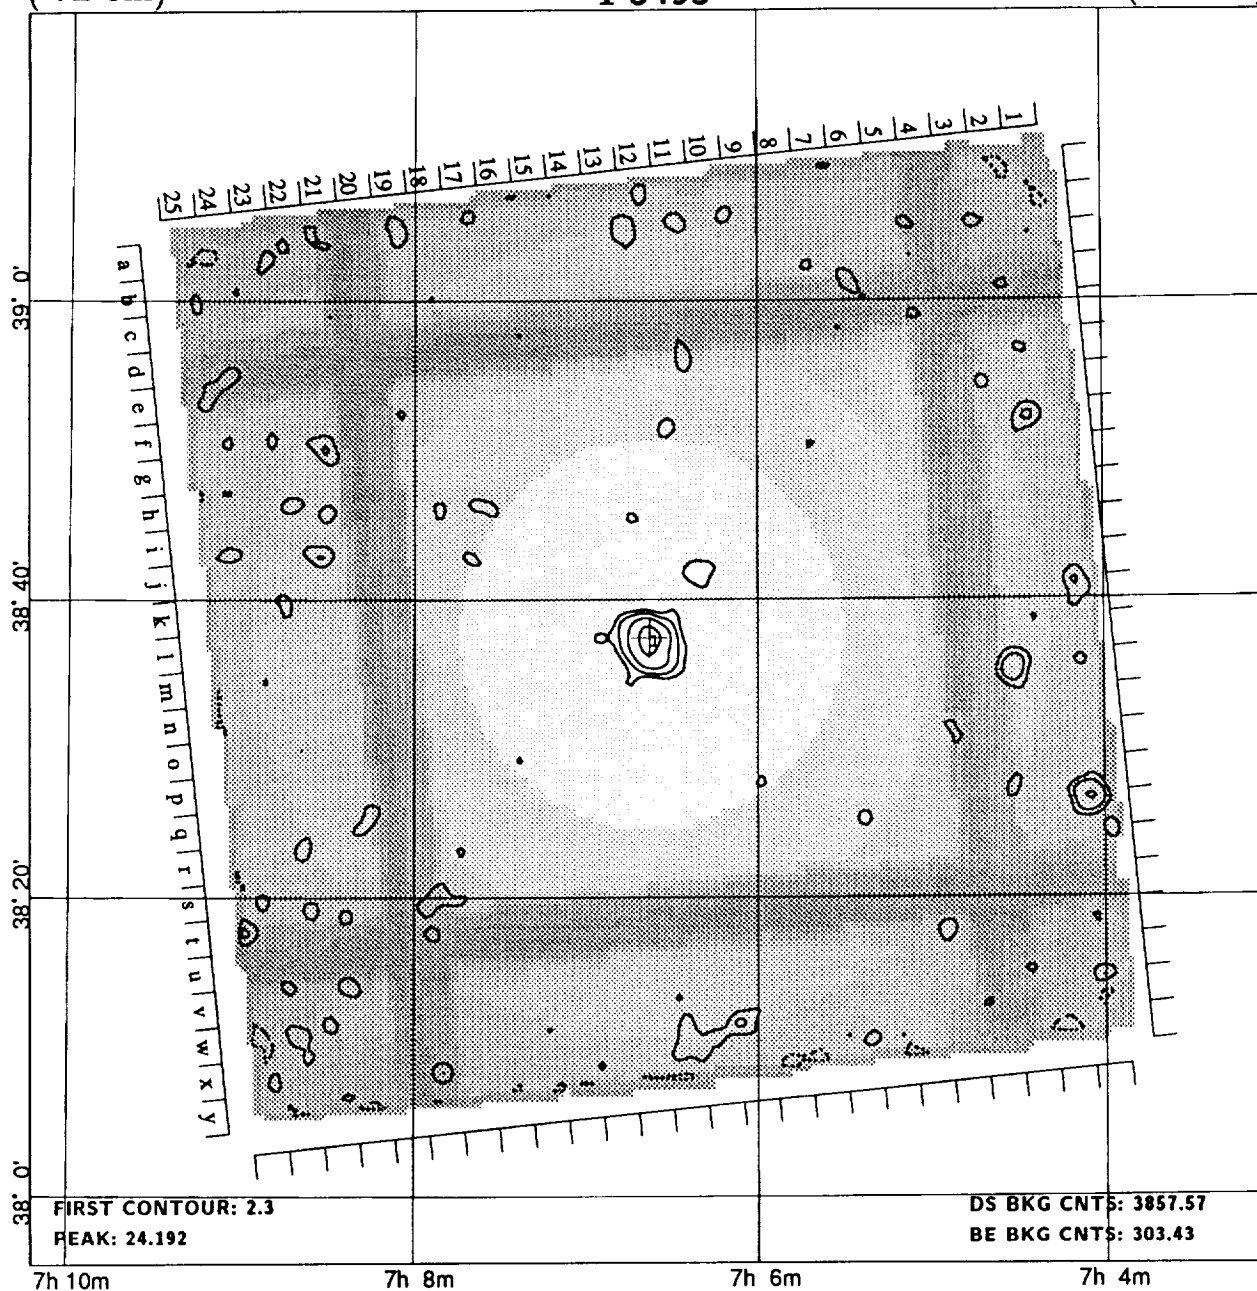 25 24 23 22 21 20 19 18 17 16 15 14 13 12 11 10 9 8 7 6 5 4 3 2 1
a
b
c
d
e
f
g
h
i
j
k
l
m
n
o
p
q
r
s
t
u
v
w
x
y
39° 0'
38° 40'
38° 20'
38° 0'
FIRST CONTOUR: 2.3
PEAK: 24.192
DS BKG CNTS: 3857.57
BE BKG CNTS: 303.43
7h 10m 7h 8m 7h 6m 7h 4m